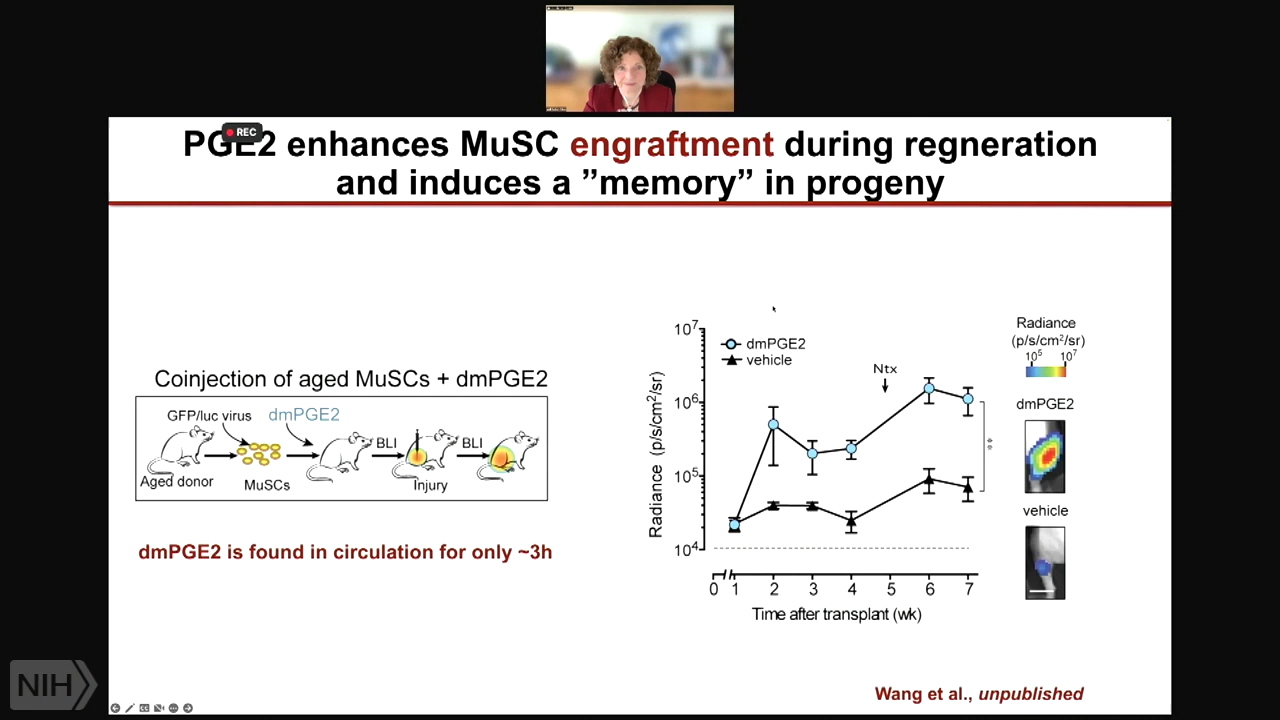 REC
PGE2 enhances MuSC engraftment during regneration
and induces a ”memory” in progeny
Coinjection of aged MuSCs + dmPGE2
GFP/luc virus
dmPGE2
BLI
BLI
Aged donor
MuSCs
Injury
dmPGE2 is found in circulation for only ~3h
Radiance (p/s/cm²/sr)
10⁷
10⁶
10⁵
10⁴
dmPGE2
vehicle
Ntx
**
0 1 2 3 4 5 6 7
Time after transplant (wk)
Radiance
(p/s/cm²/sr)
10⁵ 10⁷
dmPGE2
vehicle
Wang et al., unpublished
NIH